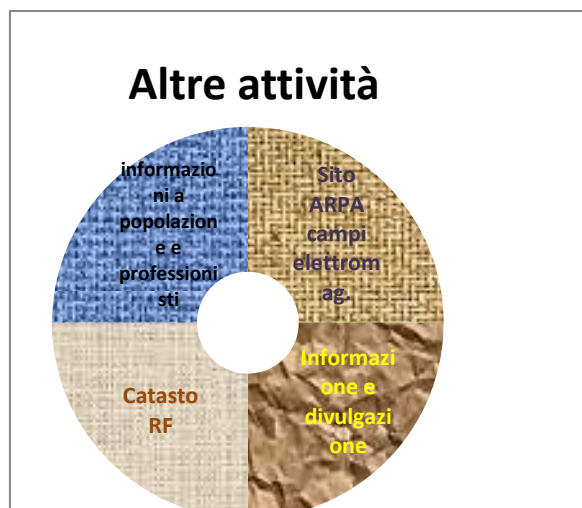 Altre attività
informazio
ni a
popolazion
e e
professioni
sti
Sito
ARPA
campi
elettrom
ag.
Catasto
RF
Informazi
one e
divulgazi
one